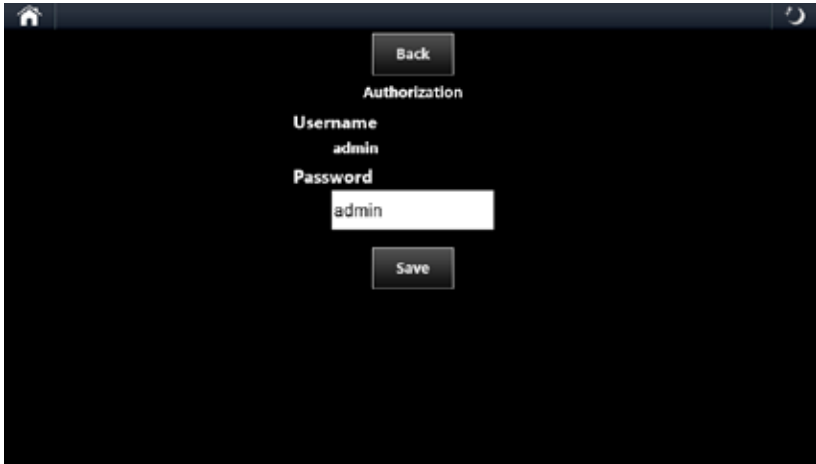 Back
Authorization
Username
admin
Password
admin
Save